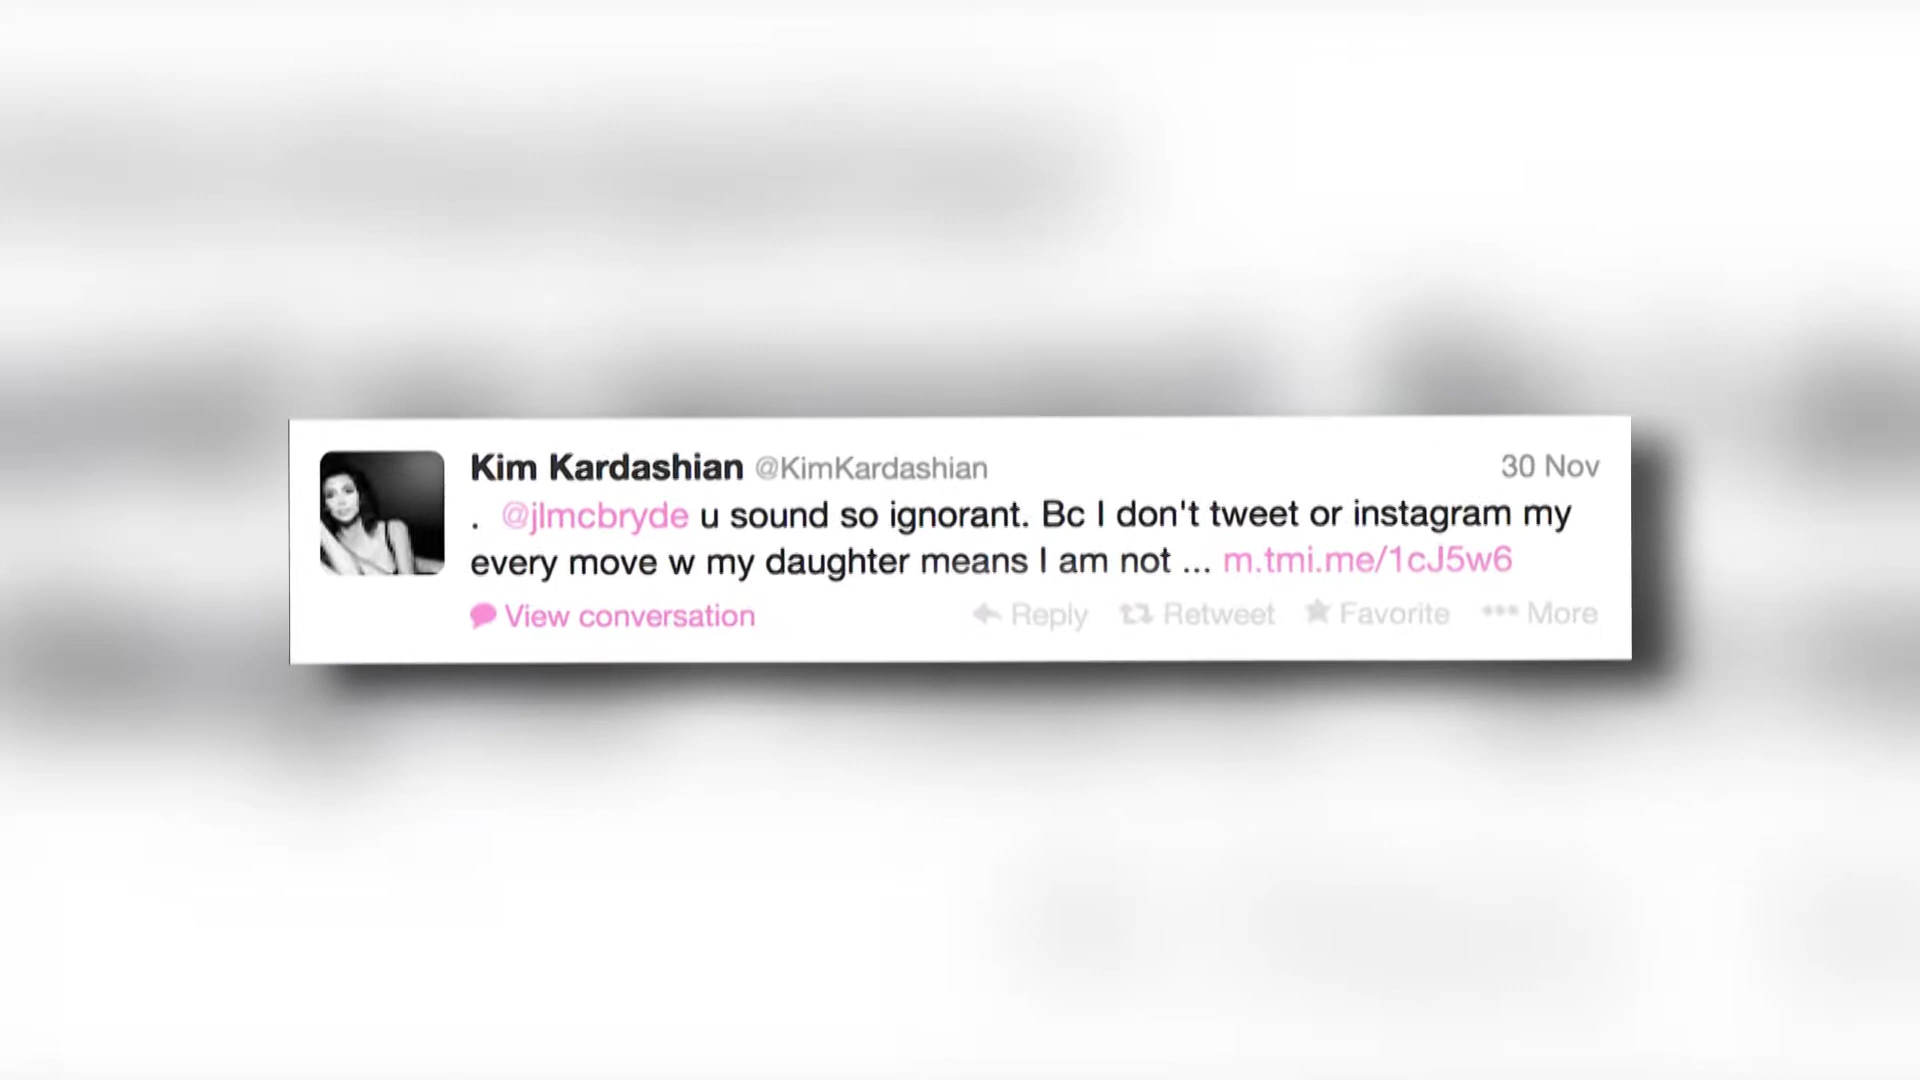 Kim Kardashian @KimKardashian 30 Nov
. @jlmcbryde u sound so ignorant. Bc I don't tweet or instagram my
every move w my daughter means I am not ... m.tmi.me/1cJ5w6
View conversation Reply Retweet Favorite More